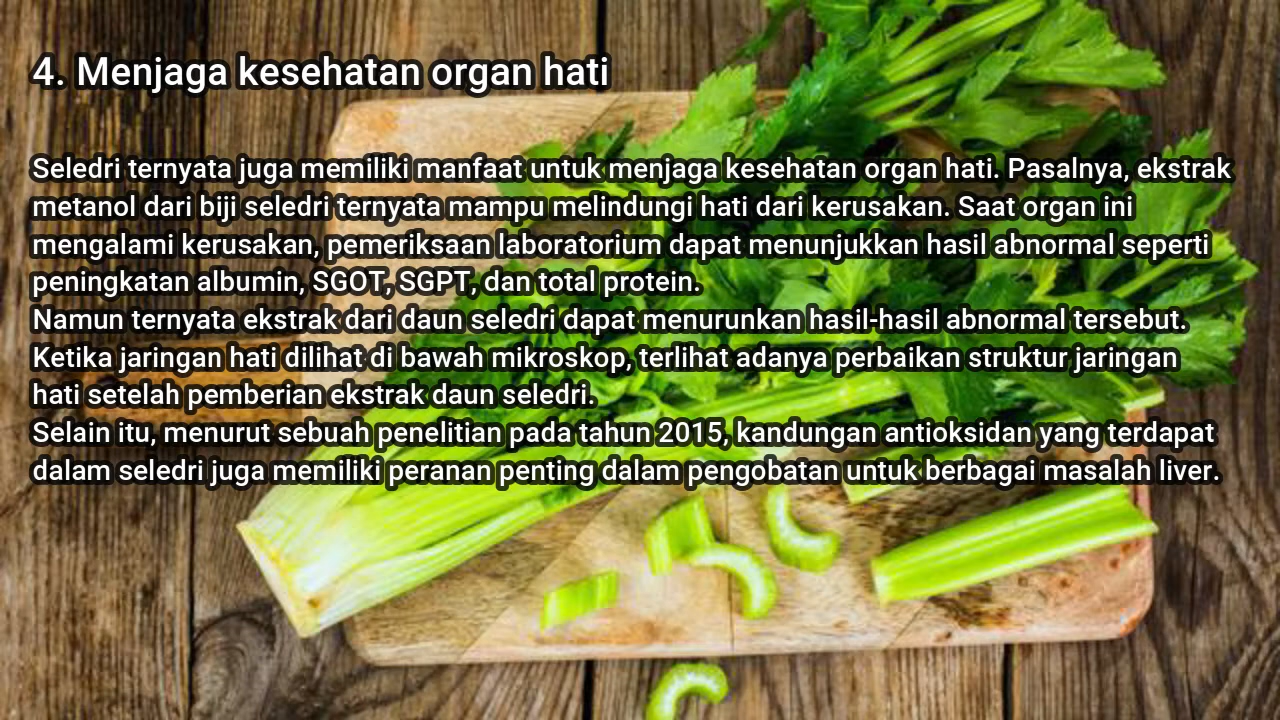 4. Menjaga kesehatan organ hati
Seledri ternyata juga memiliki manfaat untuk menjaga kesehatan organ hati. Pasalnya, ekstrak
metanol dari biji seledri ternyata mampu melindungi hati dari kerusakan. Saat organ ini
mengalami kerusakan, pemeriksaan laboratorium dapat menunjukkan hasil abnormal seperti
peningkatan albumin, SGOT, SGPT, dan total protein.
Namun ternyata ekstrak dari daun seledri dapat menurunkan hasil-hasil abnormal tersebut.
Ketika jaringan hati dilihat di bawah mikroskop, terlihat adanya perbaikan struktur jaringan
hati setelah pemberian ekstrak daun seledri.
Selain itu, menurut sebuah penelitian pada tahun 2015, kandungan antioksidan yang terdapat
dalam seledri juga memiliki peranan penting dalam pengobatan untuk berbagai masalah liver.